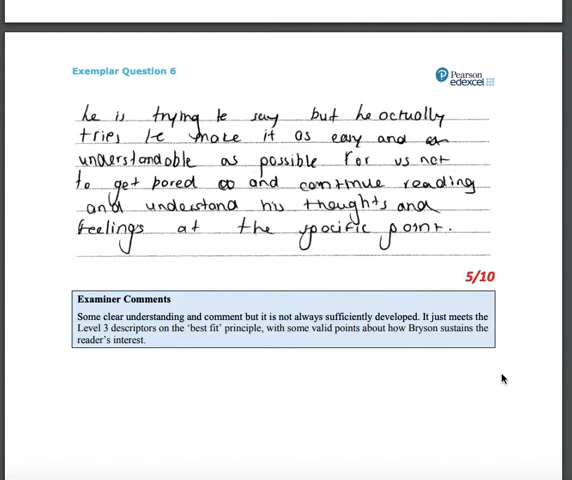 Exemplar Question 6
Pearson
edexcel
he is trying to say but he actually
tries to make it as easy and
understandable as possible for us not
to get bored and continue reading
and understand his thoughts and
feelings at the specific point.
5/10
Examiner Comments
Some clear understanding and comment but it is not always sufficiently developed. It just meets the
Level 3 descriptors on the ‘best fit’ principle, with some valid points about how Bryson sustains the
reader's interest.